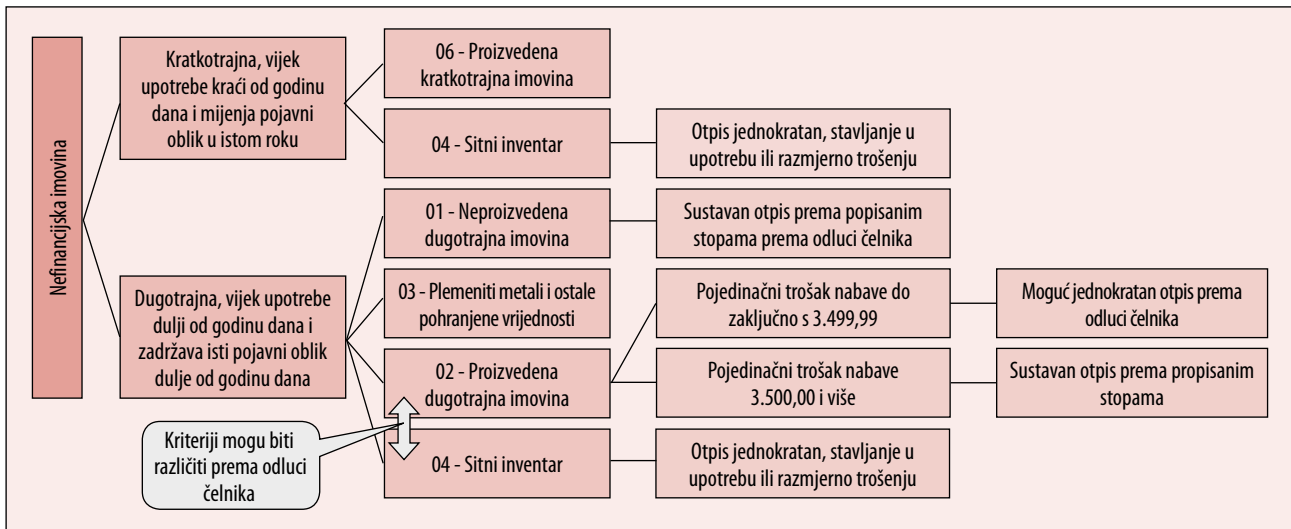 Nefinancijska imovina
Kratkotrajna, vijek
upotrebe kraći od godinu
dana i mijenja pojavni
oblik u istom roku
06 - Proizvedena
kratkotrajna imovina
04 - Sitni inventar
Otpis jednokratan, stavljanje u
upotrebu ili razmjerno trošenju
Dugotrajna, vijek upotrebe
dulji od godinu dana i
zadržava isti pojavni oblik
dulje od godinu dana
01 - Neproizvedena
dugotrajna imovina
Sustavan otpis prema popisanim
stopama prema odluci čelnika
03 - Plemeniti metali i ostale
pohranjene vrijednosti
02 - Proizvedena
dugotrajna imovina
Pojedinačni trošak nabave do
zaključno s 3.499,99
Moguć jednokratan otpis prema
odluci čelnika
Pojedinačni trošak nabave
3.500,00 i više
Sustavan otpis prema propisanim
stopama
Kriteriji mogu biti
različiti prema odluci
čelnika
04 - Sitni inventar
Otpis jednokratan, stavljanje u
upotrebu ili razmjerno trošenju